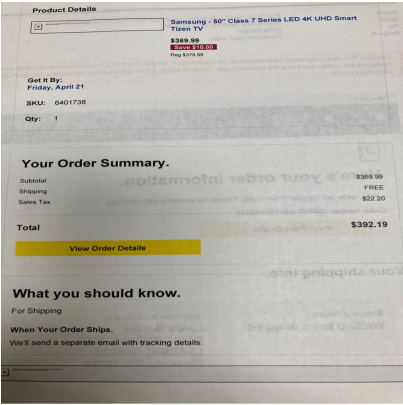 Product Details
Samsung - 50" Class 7 Series LED 4K UHD Smart
Tizen TV
$369.99
Save $10.00
Reg $379.99
Get It By:
Friday, April 21
SKU: 6401738
Qty: 1
Your Order Summary.
Subtotal $369.99
Shipping FREE
Sales Tax $22.20
Total $392.19
View Order Details
What you should know.
For Shipping
When Your Order Ships.
We'll send a separate email with tracking details.